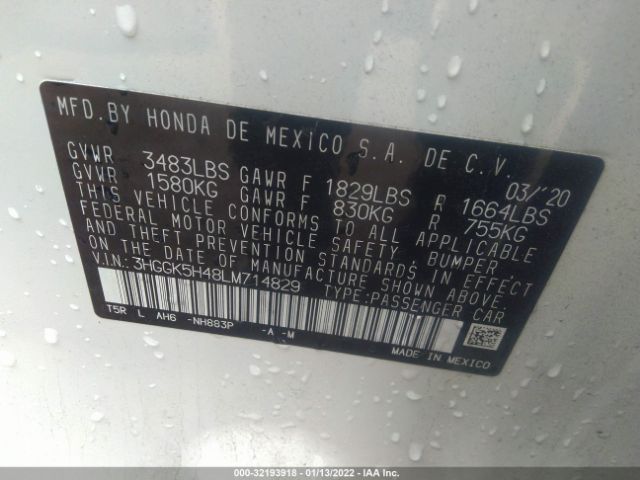 MFD. BY HONDA DE MEXICO S.A. DE C.V.
03/'20
GVWR 3483LBS GAWR F 1829LBS R 1664LBS
GVWR 1580KG GAWR F 830KG R 755KG
THIS VEHICLE CONFORMS TO ALL APPLICABLE
FEDERAL MOTOR VEHICLE SAFETY, BUMPER,
AND THEFT PREVENTION STANDARDS IN EFFECT
ON THE DATE OF MANUFACTURE SHOWN ABOVE.
V.I.N.: 3HGGK5H48LM714829 TYPE:PASSENGER CAR
T5R L AH6 -NH883P -A -M
MADE IN MEXICO
000-32193918 - 01/13/2022 - IAA Inc.